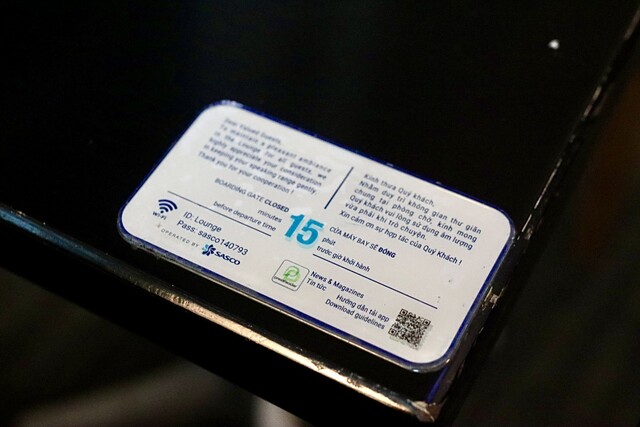 Dear Valued Guests,
To maintain a pleasant ambiance
in the Lounge for all guests, we
highly appreciate your consideration
in keeping your speaking range gently.
Thank you for your cooperation !
Kính thưa Quý khách,
Nhằm duy trì không gian thư giãn
chung tại phòng chờ, kính mong
Quý khách vui lòng sử dụng âm lượng
vừa phải khi trò chuyện.
Xin cảm ơn sự hợp tác của Quý Khách !
BOARDING GATE CLOSED
minutes
before departure time
15
CỬA MÁY BAY SẼ ĐÓNG
phút
trước giờ khởi hành
Wi-Fi
ID: Lounge
Pass: sasco140793
OPERATED BY SASCO
News & Magazines
Tin tức
Hướng dẫn tải app
Download guidelines